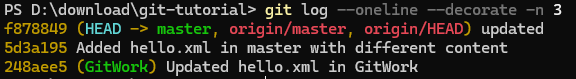 PS D:\download\git-tutorial> git log --oneline --decorate -n 3
f878849 (HEAD -> master, origin/master, origin/HEAD) updated
5d3a195 Added hello.xml in master with different content
248aee5 (GitWork) Updated hello.xml in GitWork